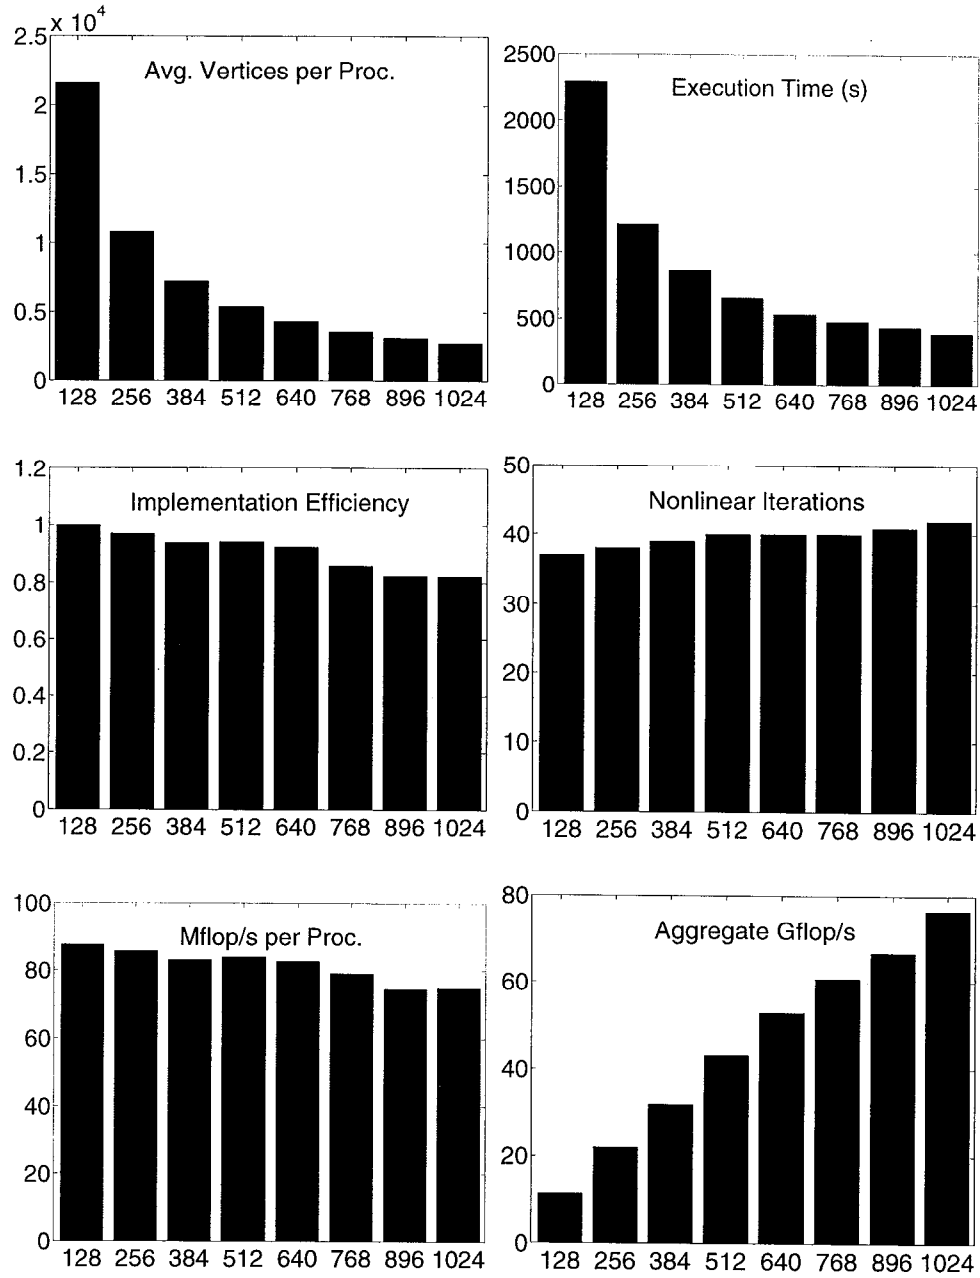 x 10^4
Avg. Vertices per Proc.
2.5
2
1.5
1
0.5
0
128 256 384 512 640 768 896 1024
Execution Time (s)
2500
2000
1500
1000
500
0
128 256 384 512 640 768 896 1024
Implementation Efficiency
1.2
1
0.8
0.6
0.4
0.2
0
128 256 384 512 640 768 896 1024
Nonlinear Iterations
50
40
30
20
10
0
128 256 384 512 640 768 896 1024
Mflop/s per Proc.
100
80
60
40
20
0
128 256 384 512 640 768 896 1024
Aggregate Gflop/s
80
60
40
20
0
128 256 384 512 640 768 896 1024